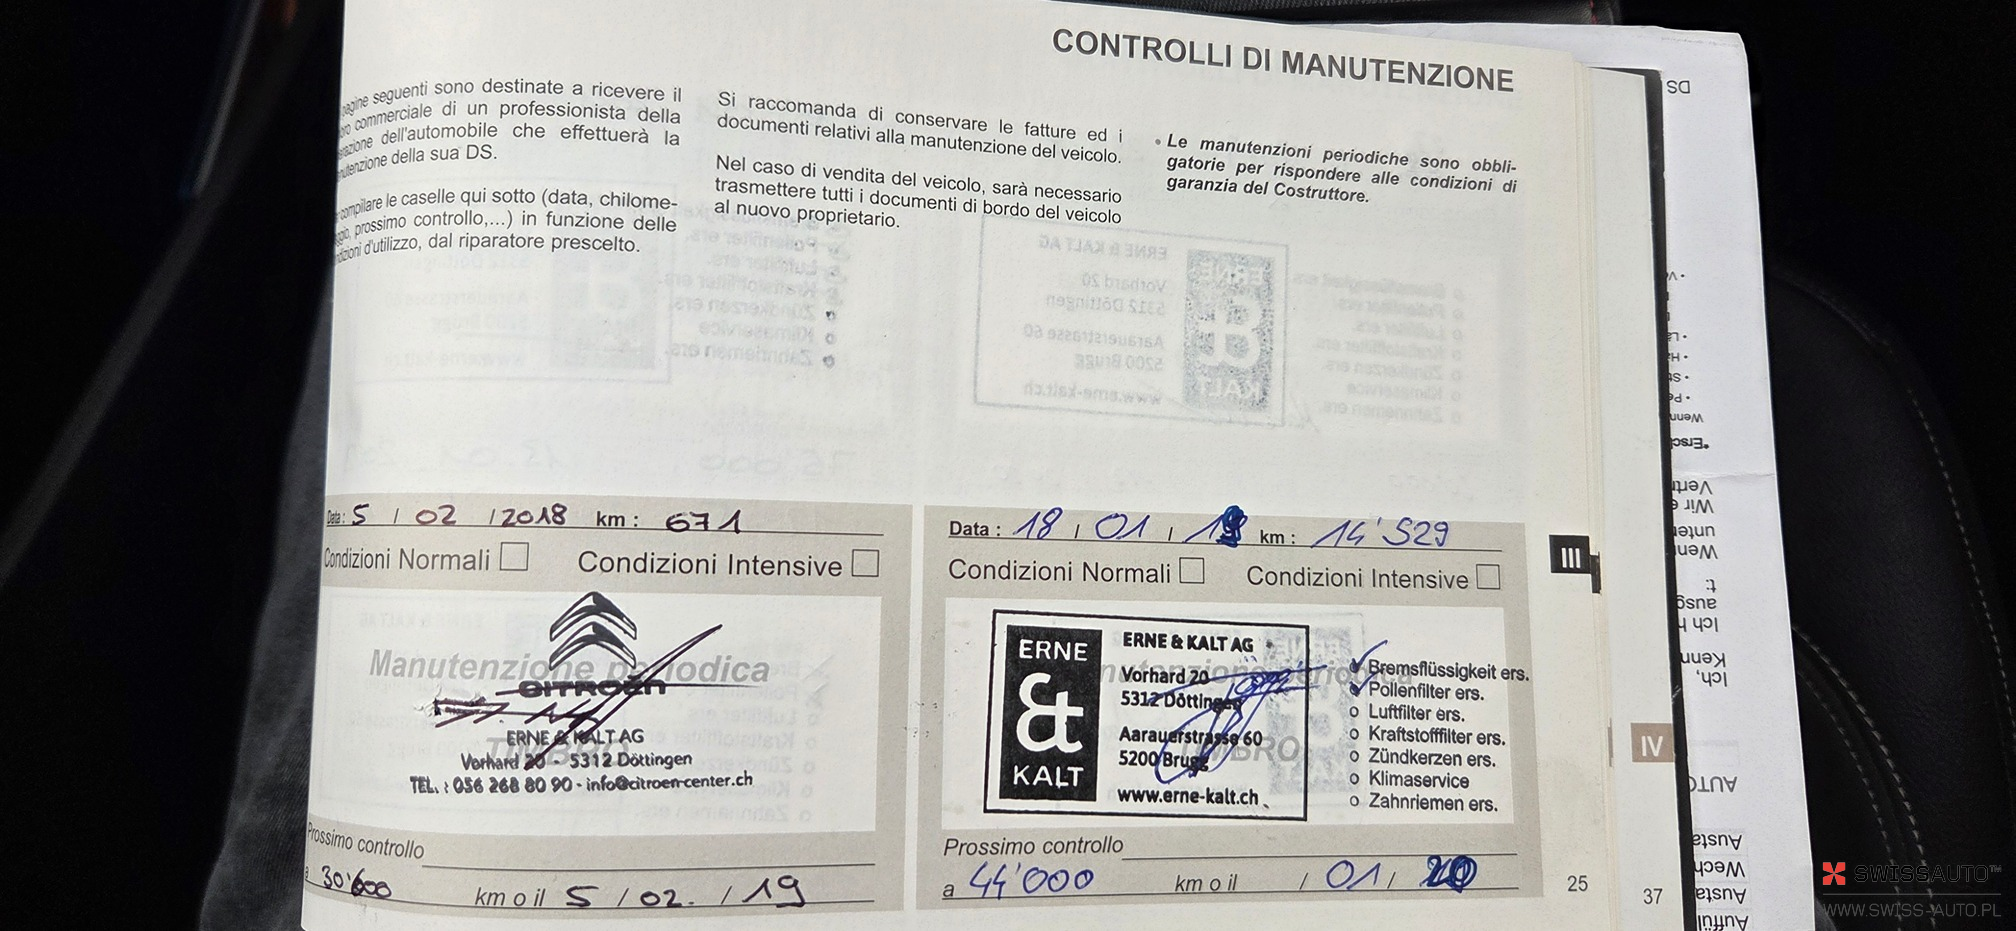 CONTROLLI DI MANUTENZIONE
pagine seguenti sono destinate a ricevere il
commerciale di un professionista della
dell'automobile che effettuerà la
della sua DS.
compilare le caselle qui sotto (data, chilome-
prossimo controllo,...) in funzione delle
d'utilizzo, dal riparatore prescelto.
Si raccomanda di conservare le fatture ed i
documenti relativi alla manutenzione del veicolo.
Nel caso di vendita del veicolo, sarà necessario
trasmettere tutti i documenti di bordo del veicolo
al nuovo proprietario.
• Le manutenzioni periodiche sono obbli-
gatorie per rispondere alle condizioni di
garanzia del Costruttore.
Data : 5 / 02 / 2018 km : 671
Condizioni Normali Condizioni Intensive
Manutenzione periodica
CITROËN
TIMBRO
ERNE & KALT AG
Vorhard 20 - 5312 Döttingen
TEL. : 056 268 80 90 - info@citroen-center.ch
Prossimo controllo
a 30'600 km o il 5 / 02. / 19
Data : 18 / 01 / 19 km : 14'529
Condizioni Normali Condizioni Intensive
ERNE
&
KALT
ERNE & KALT AG
Vorhard 20
5312 Döttingen
Aarauerstrasse 60
5200 Brugg
www.erne-kalt.ch
Bremsflüssigkeit ers.
Pollenfilter ers.
o Luftfilter ers.
o Kraftstofffilter ers.
o Zündkerzen ers.
o Klimaservice
o Zahnriemen ers.
Prossimo controllo
a 44'000 km o il / 01 / 20
III
IV
25
37
SWISSAUTO™
WWW.SWISS-AUTO.PL